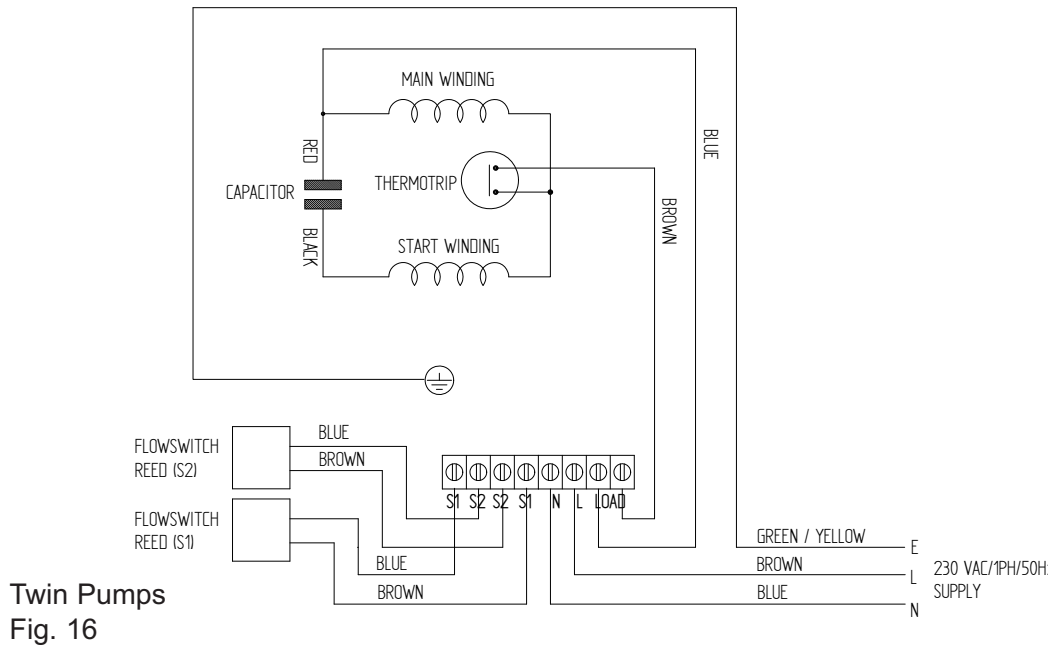 MAIN WINDING
RED
BLUE
THERMOTRIP
CAPACITOR
BROWN
BLACK
START WINDING
FLOWSWITCH
REED (S2)
BLUE
BROWN
S1 S2 S2 S1 N L LOAD
FLOWSWITCH
REED (S1)
BLUE
BROWN
GREEN / YELLOW
E
BROWN
L
230 VAC/1PH/50H
SUPPLY
BLUE
N
Twin Pumps
Fig. 16